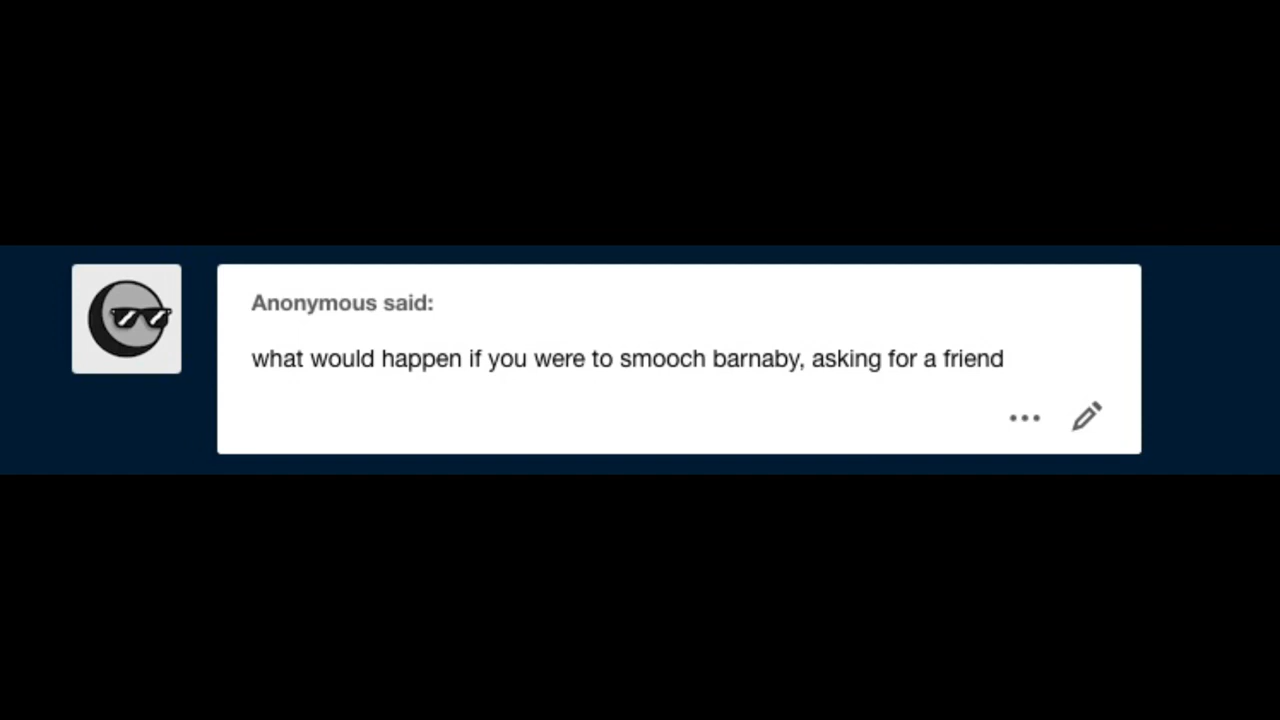 Anonymous said:
what would happen if you were to smooch barnaby, asking for a friend